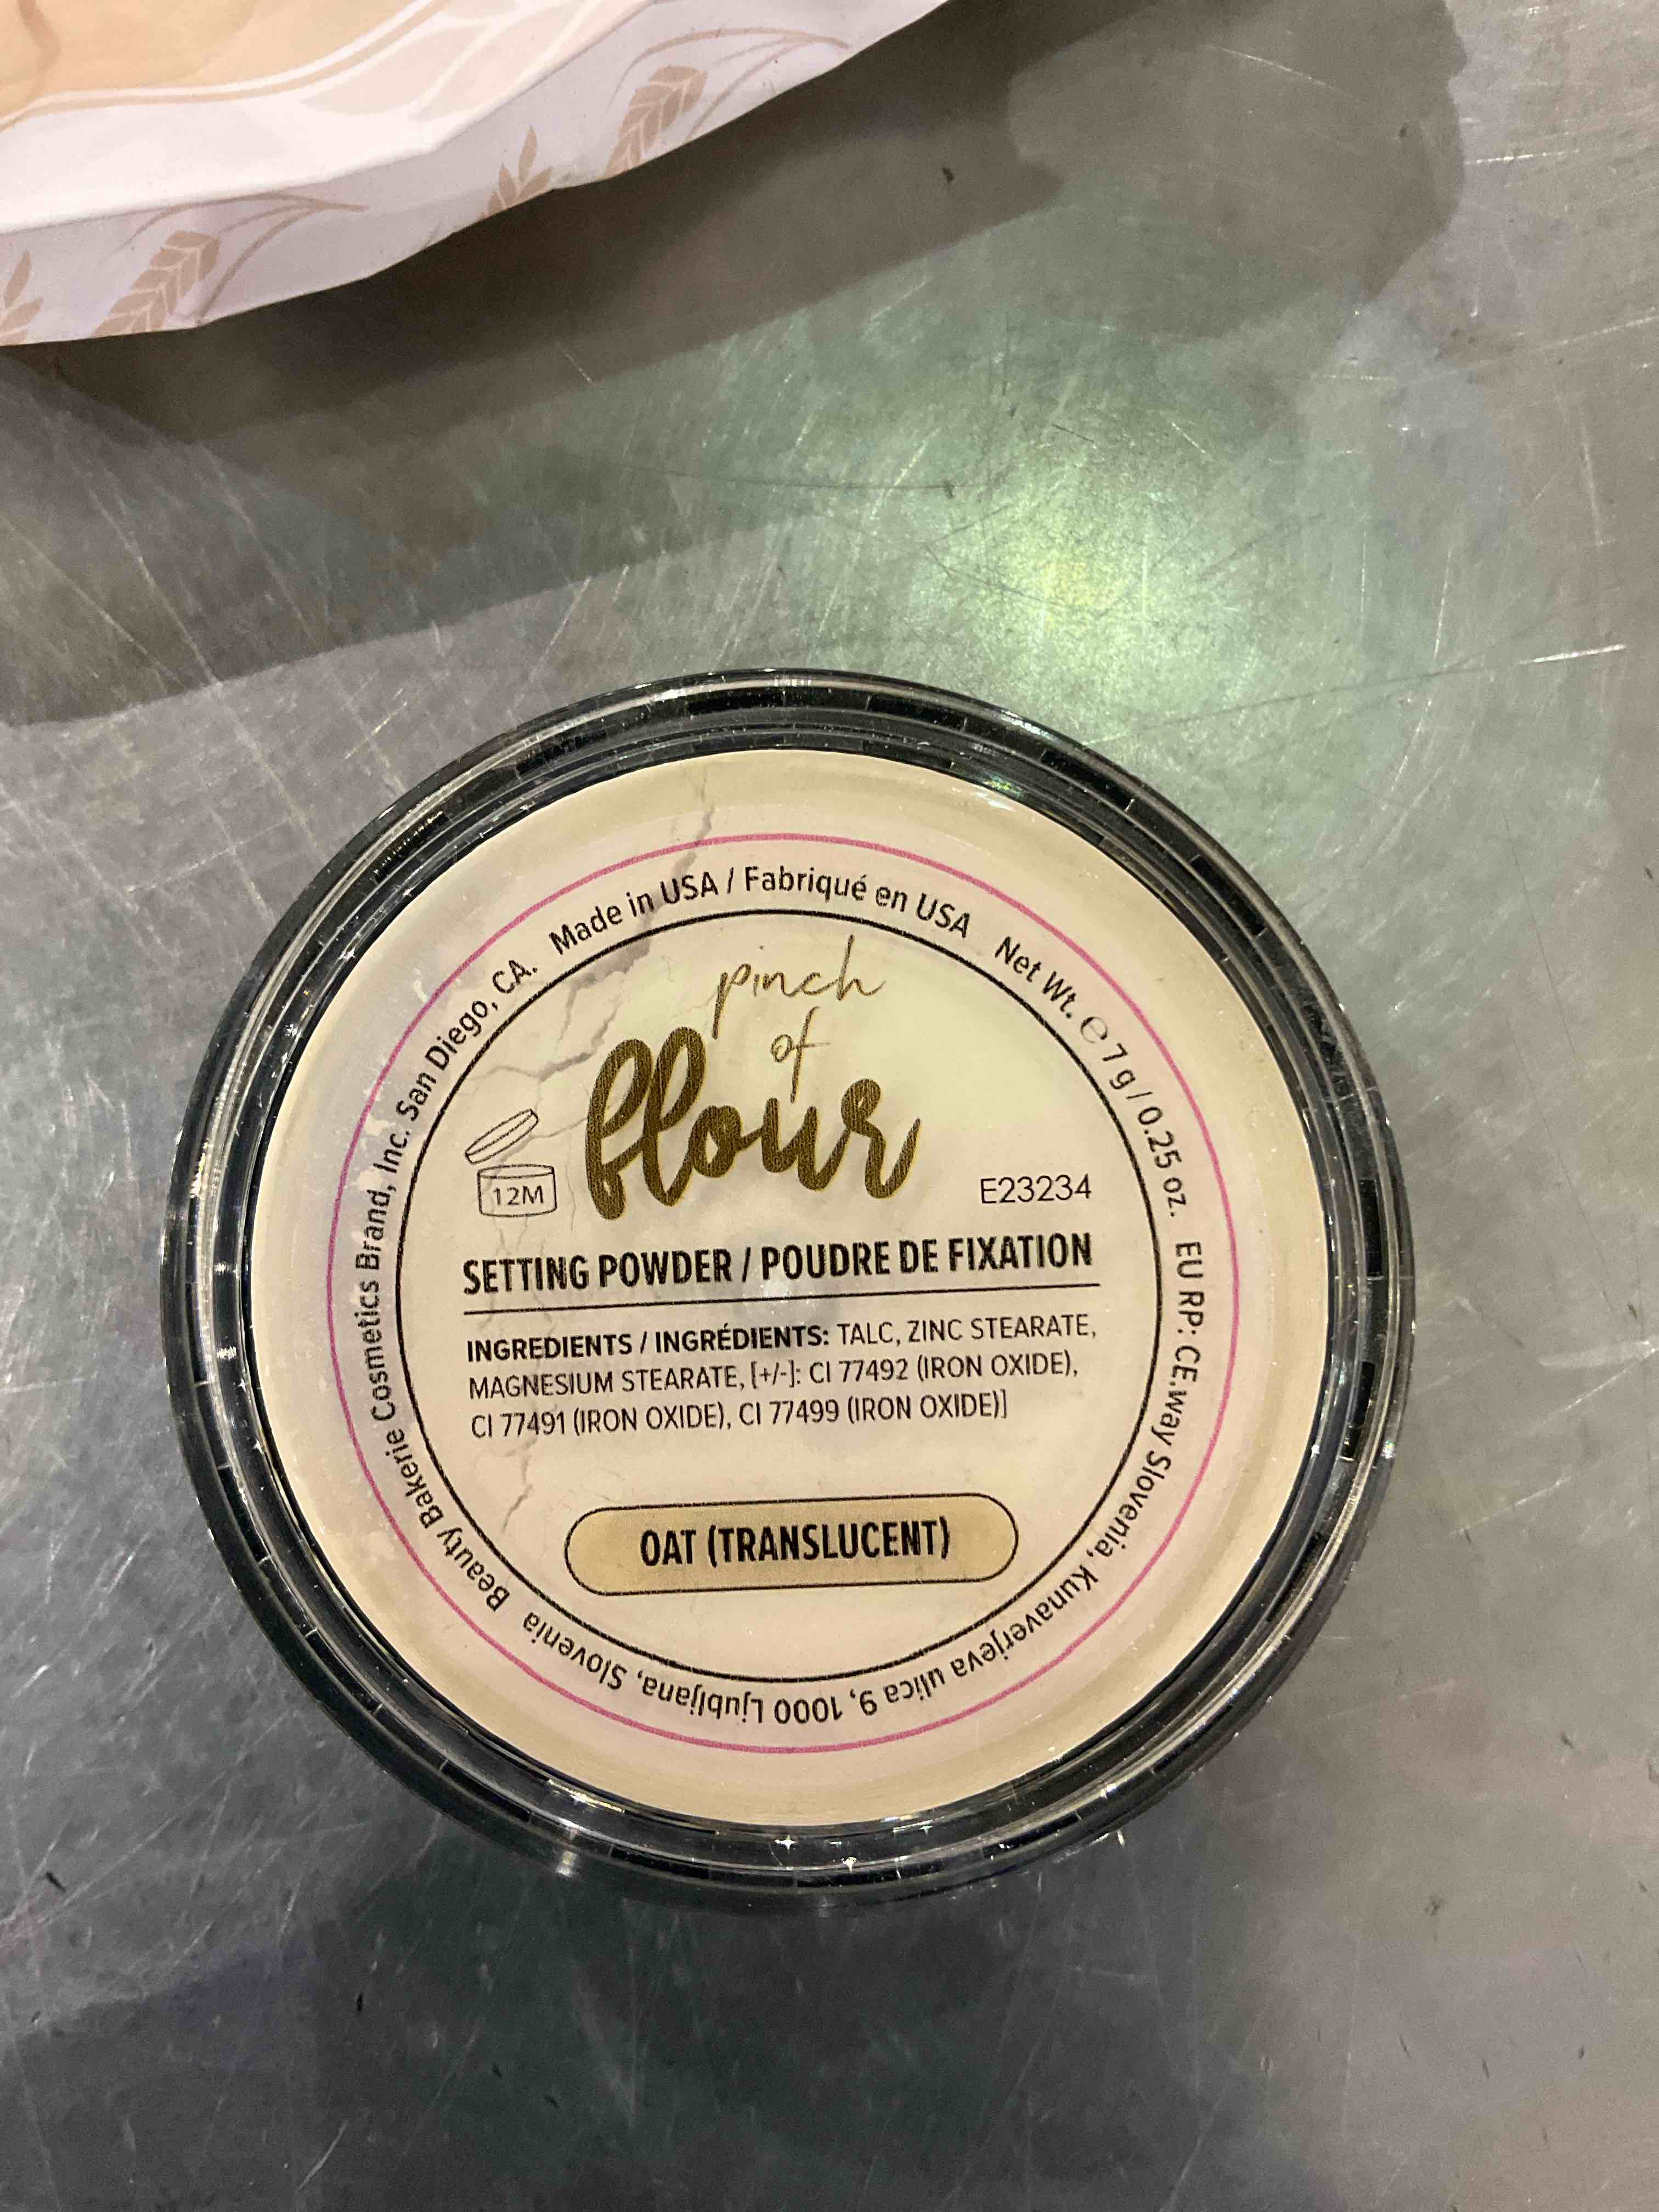 pinch
of
flour
12M
E23234
SETTING POWDER / POUDRE DE FIXATION
INGREDIENTS / INGRÉDIENTS: TALC, ZINC STEARATE,
MAGNESIUM STEARATE, [+/-]: CI 77492 (IRON OXIDE),
CI 77491 (IRON OXIDE), CI 77499 (IRON OXIDE)]
OAT (TRANSLUCENT)
Beauty Bakerie Cosmetics Brand, Inc. San Diego, CA. Made in USA / Fabriqué en USA Net Wt. ℮ 7 g / 0.25 oz. EU RP: CE.way Slovenia, Kunaverjeva ulica 9, 1000 Ljubljana, Slovenia